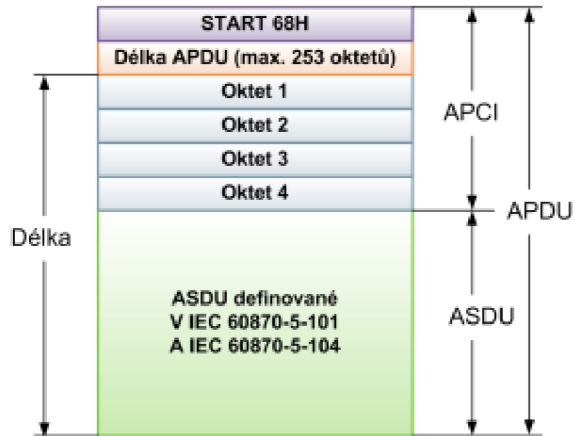 START 68H
Délka APDU (max. 253 oktetů)
Oktet 1
Oktet 2
Oktet 3
Oktet 4
APCI
APDU
Délka
ASDU definované
V IEC 60870-5-101
A IEC 60870-5-104
ASDU